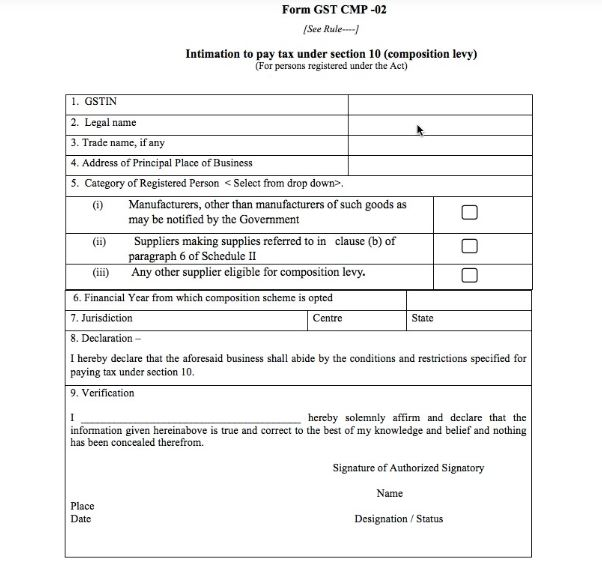 Form GST CMP -02
[See Rule----]
Intimation to pay tax under section 10 (composition levy)
(For persons registered under the Act)
1. GSTIN
2. Legal name
3. Trade name, if any
4. Address of Principal Place of Business
5. Category of Registered Person < Select from drop down>.
(i) Manufacturers, other than manufacturers of such goods as
may be notified by the Government
(ii) Suppliers making supplies referred to in clause (b) of
paragraph 6 of Schedule II
(iii) Any other supplier eligible for composition levy.
6. Financial Year from which composition scheme is opted
7. Jurisdiction Centre State
8. Declaration –
I hereby declare that the aforesaid business shall abide by the conditions and restrictions specified for
paying tax under section 10.
9. Verification
I ________________________________ hereby solemnly affirm and declare that the
information given hereinabove is true and correct to the best of my knowledge and belief and nothing
has been concealed therefrom.
Signature of Authorized Signatory
Name
Place
Date Designation / Status